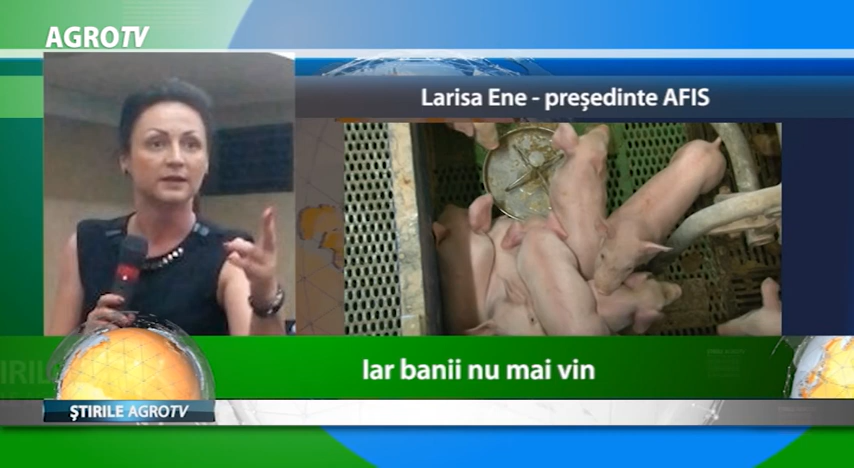 AGROTV
Larisa Ene - președinte AFIS
Iar banii nu mai vin
ȘTIRILE AGROTV